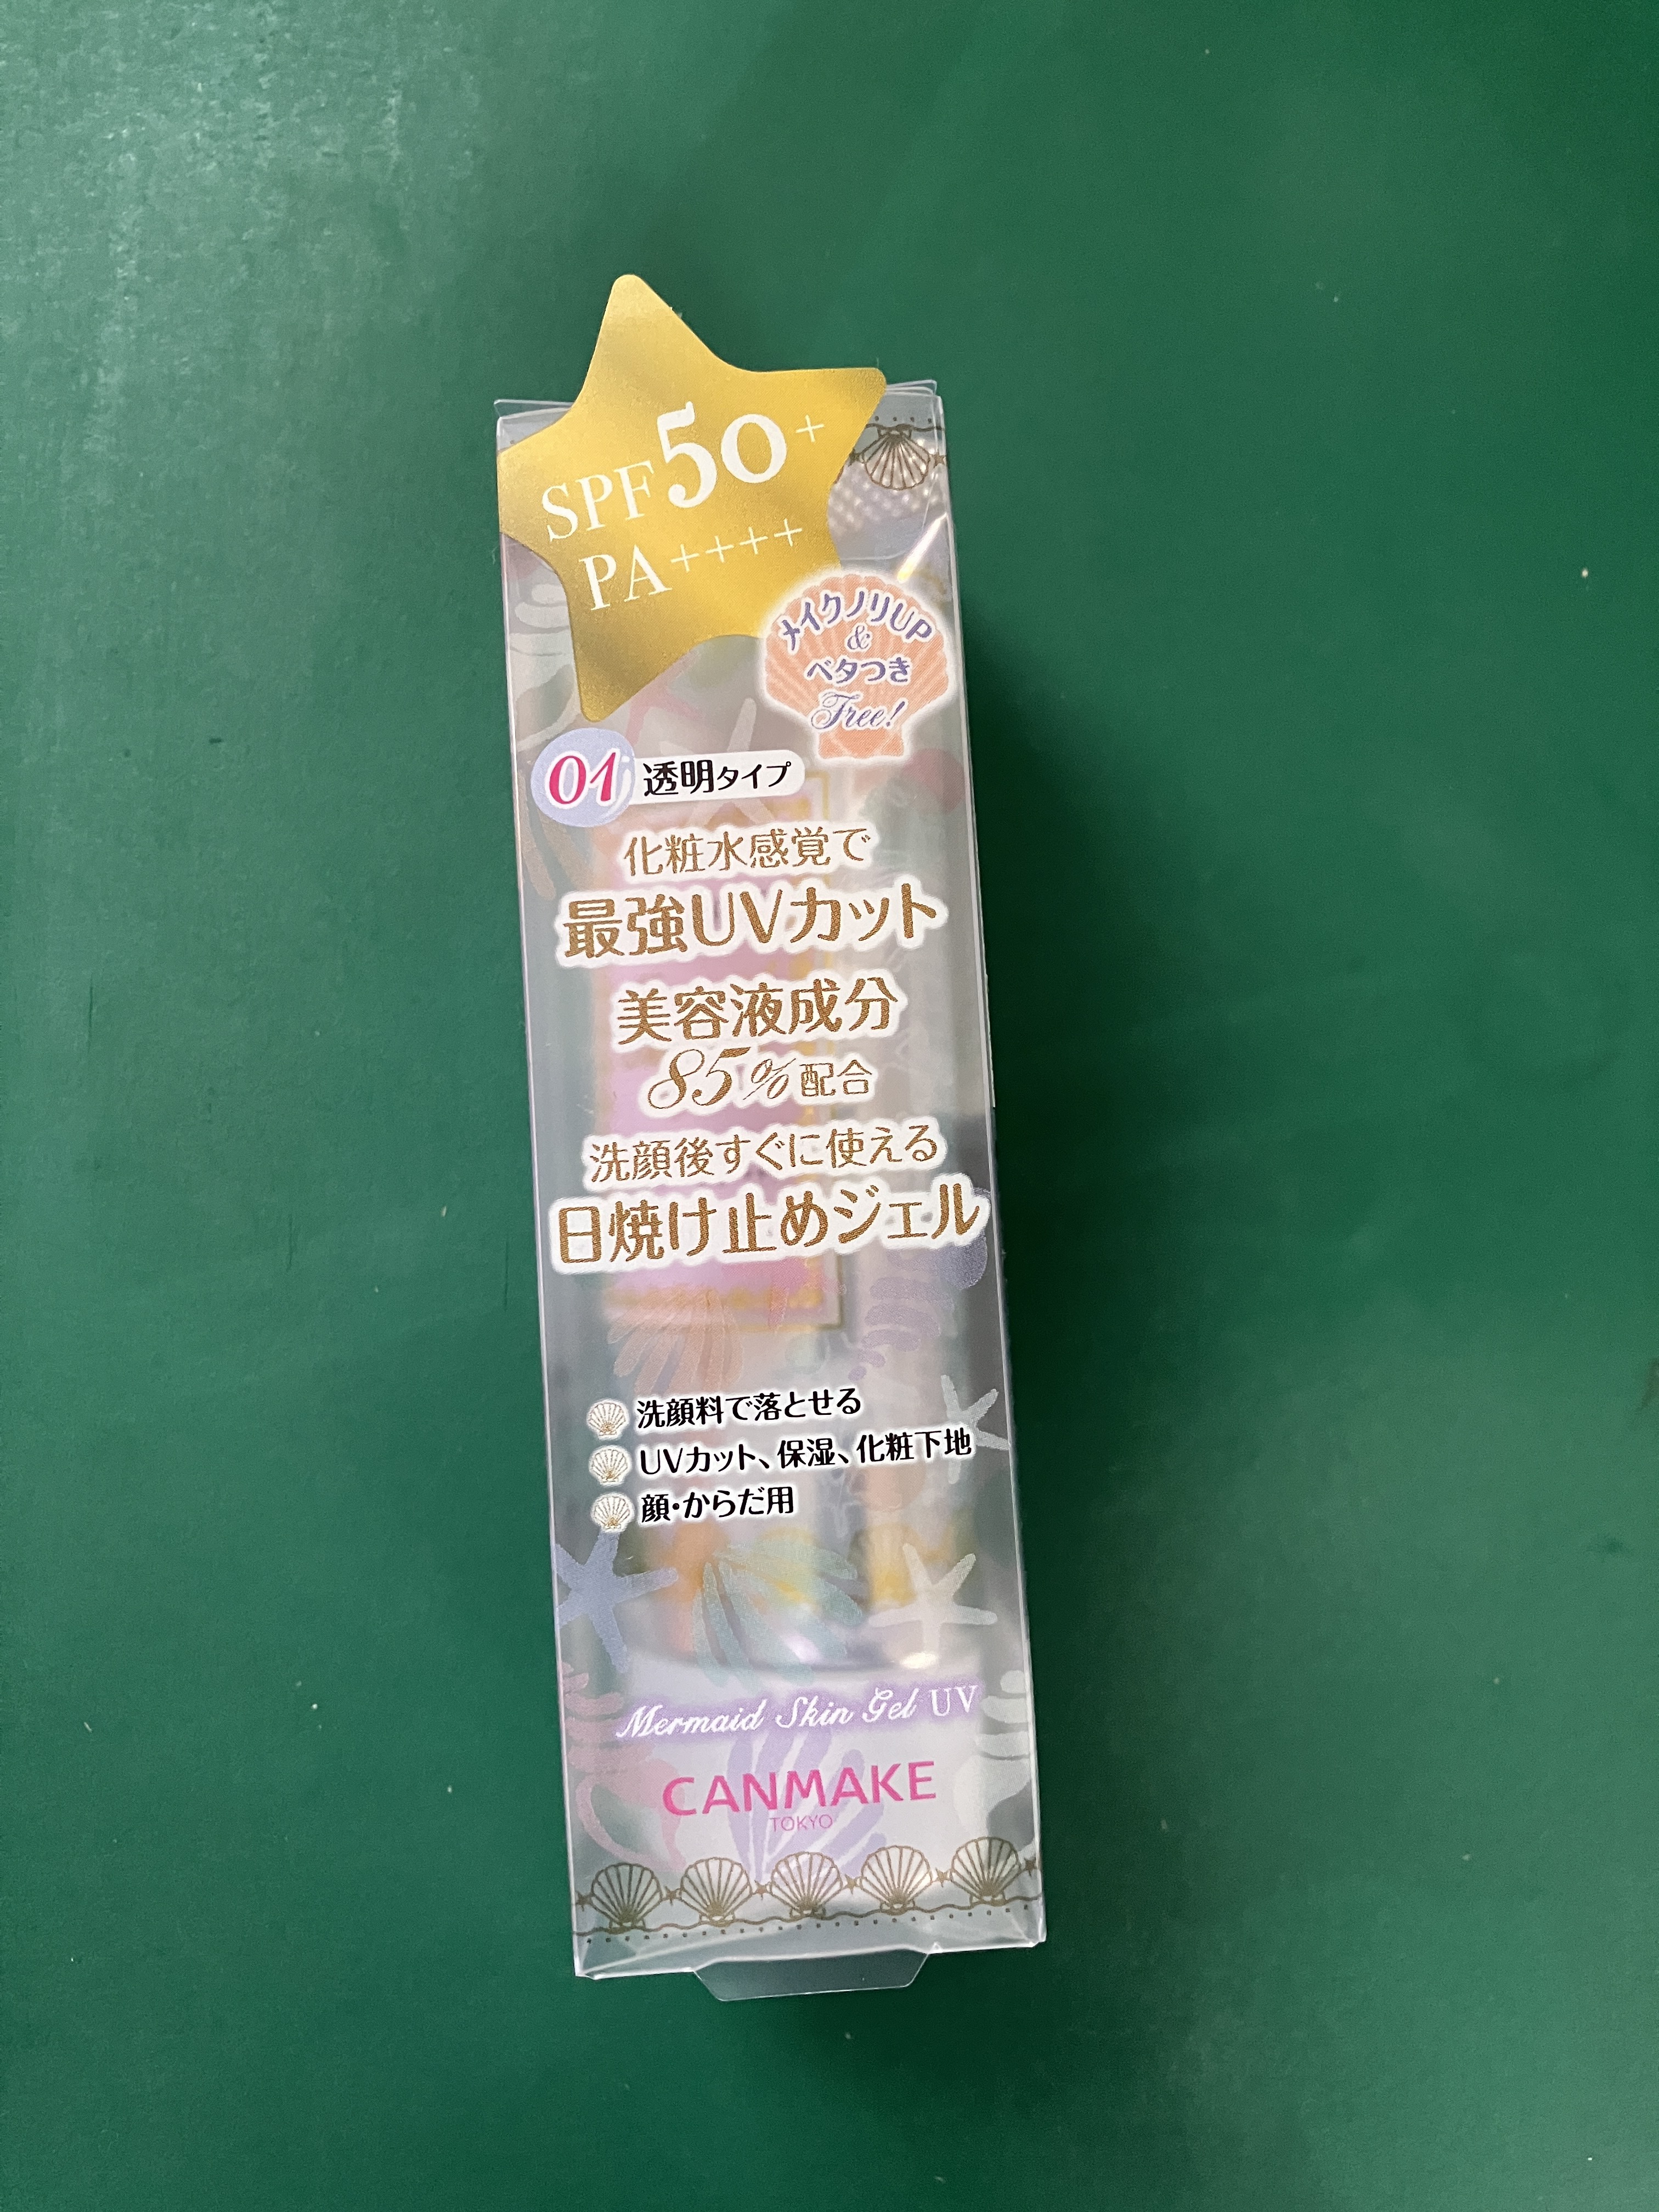 SPF50+
PA++++
メイクノリUP
&
ベタつき
Free!
01 透明タイプ
化粧水感覚で
最強UVカット
美容液成分
85%配合
洗顔後すぐに使える
日焼け止めジェル
洗顔料で落とせる
UVカット、保湿、化粧下地
顔・からだ用
Mermaid Skin Gel UV
CANMAKE
TOKYO